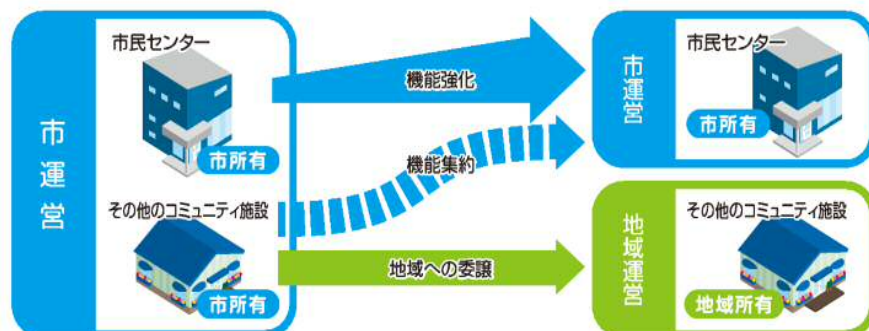 市運営
市民センター
市所有
その他のコミュニティ施設
市所有
機能強化
機能集約
地域への委譲
市運営
市民センター
市所有
地域運営
その他のコミュニティ施設
地域所有